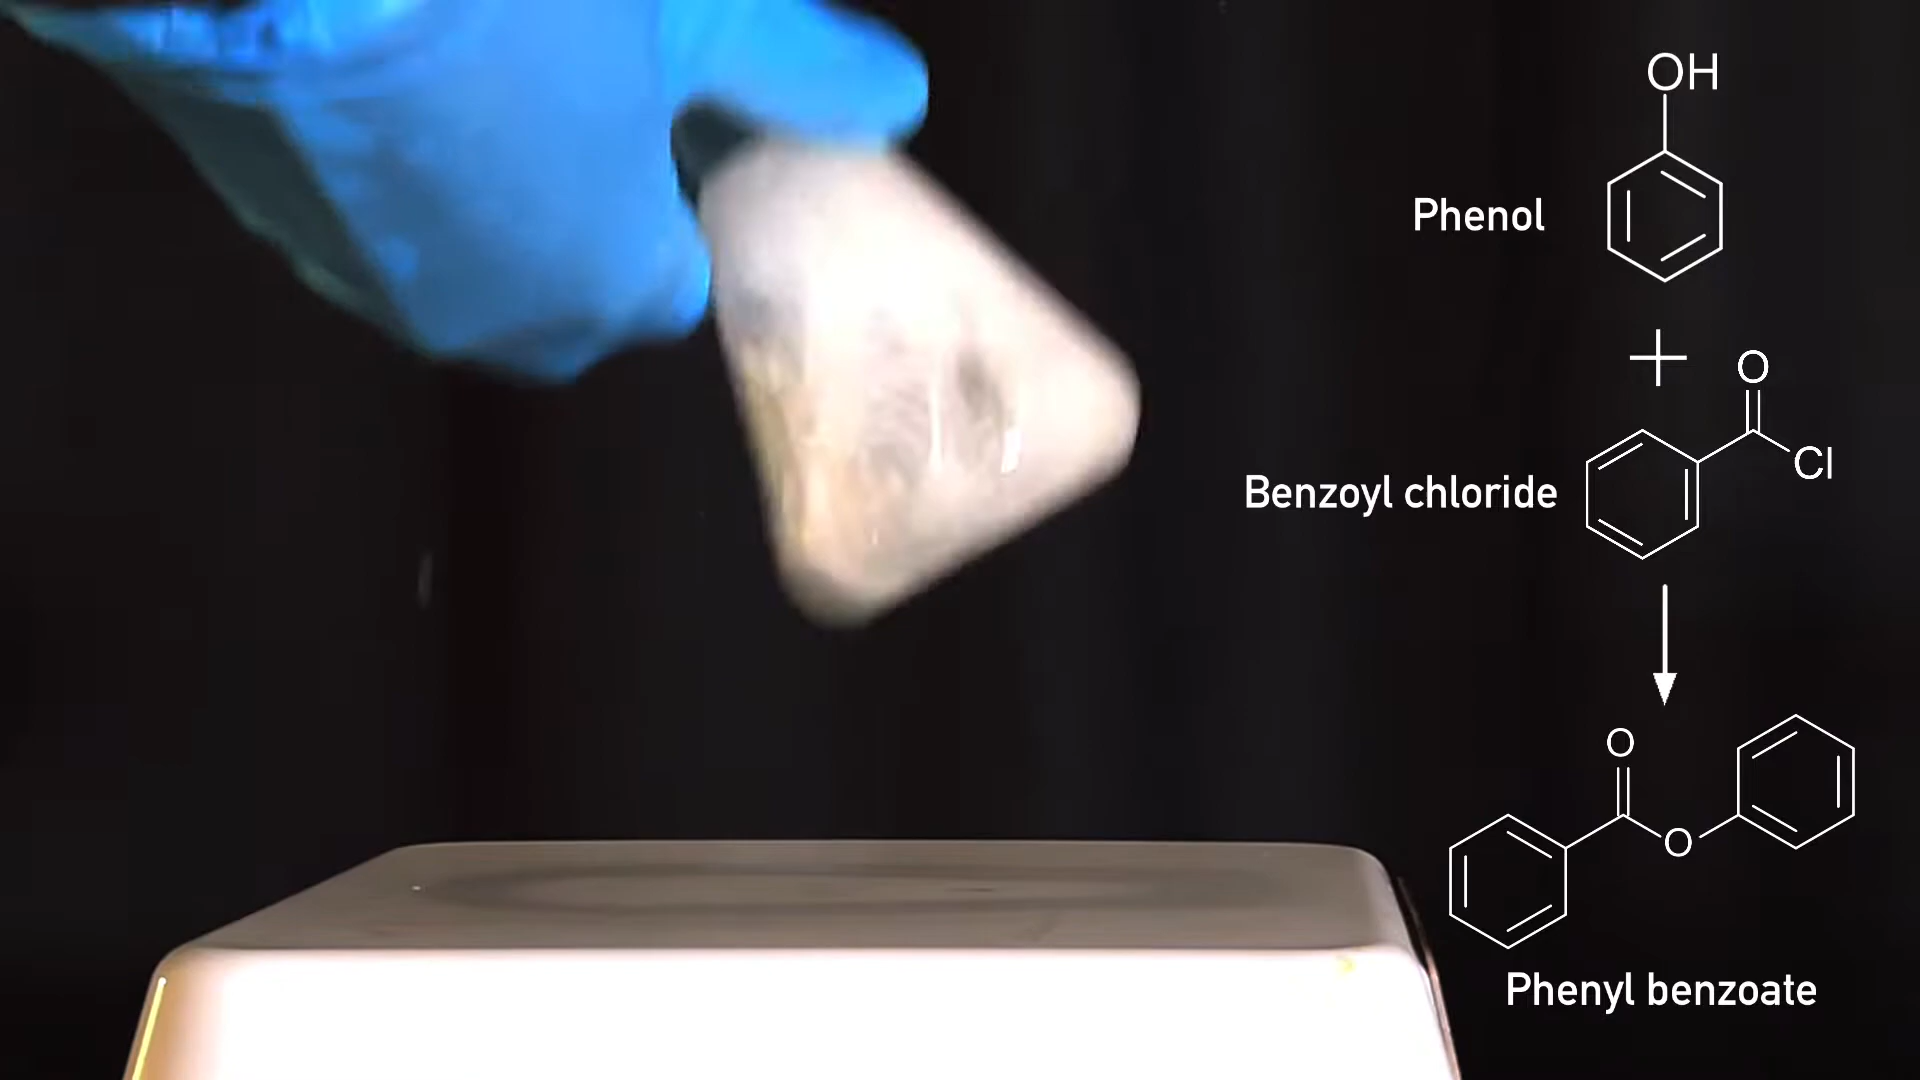 OH
Phenol
+
O
Cl
Benzoyl chloride
O
O
Phenyl benzoate